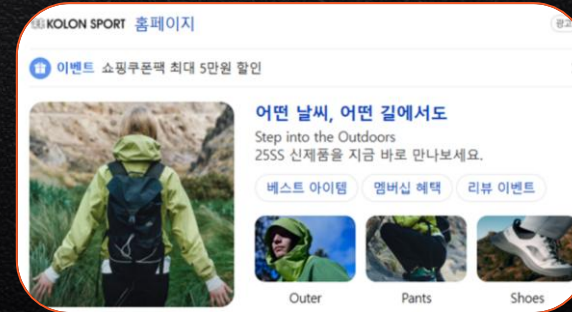 KOLON SPORT 홈페이지
광고
이벤트 쇼핑쿠폰팩 최대 5만원 할인
어떤 날씨, 어떤 길에서도
Step into the Outdoors
25SS 신제품을 지금 바로 만나보세요.
베스트 아이템 멤버십 혜택 리뷰 이벤트
Outer Pants Shoes